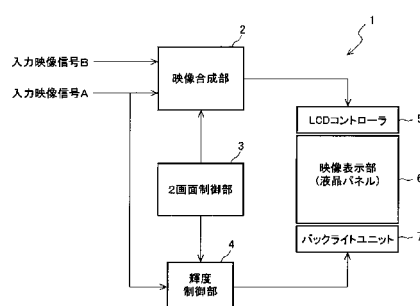 1
2
入力映像信号B
入力映像信号A
映像合成部
LCDコントローラ
5
3
2画面制御部
映像表示部
(液晶パネル)
6
バックライトユニット
7
4
輝度
制御部